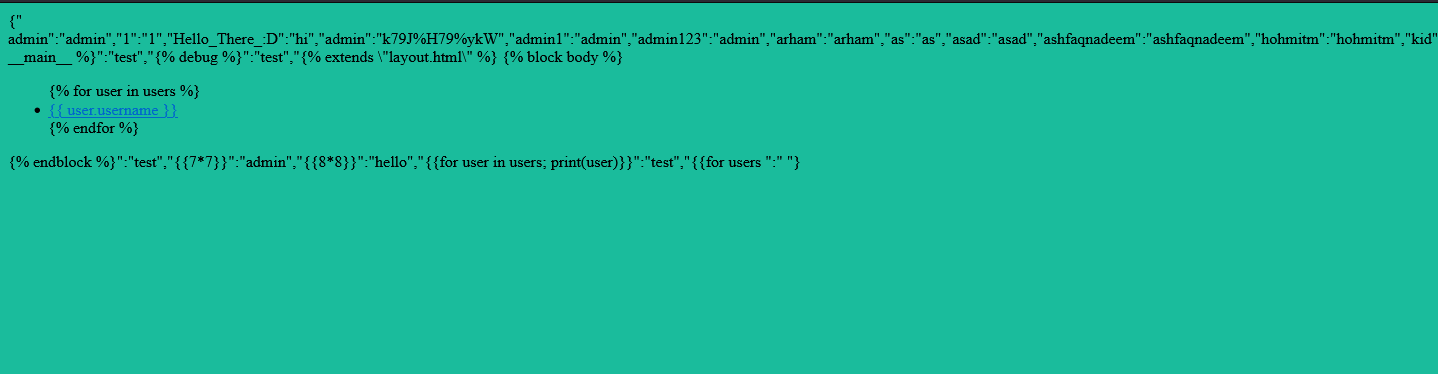 {"
admin":"admin","1":"1","Hello_There_:D":"hi","admin":"k79J%H79%ykW","admin1":"admin","admin123":"admin","arham":"arham","as":"as","asad":"asad","ashfaqnadeem":"ashfaqnadeem","hohmitm":"hohmitm","kid"
__main__ %}":"test","{% debug %}":"test","{% extends \"layout.html\" %} {% block body %}
{% for user in users %}
{{ user.username }}
{% endfor %}
{% endblock %}":"test","{{7*7}}":"admin","{{8*8}}":"hello","{{for user in users; print(user)}}":"test","{{for users ":" "}